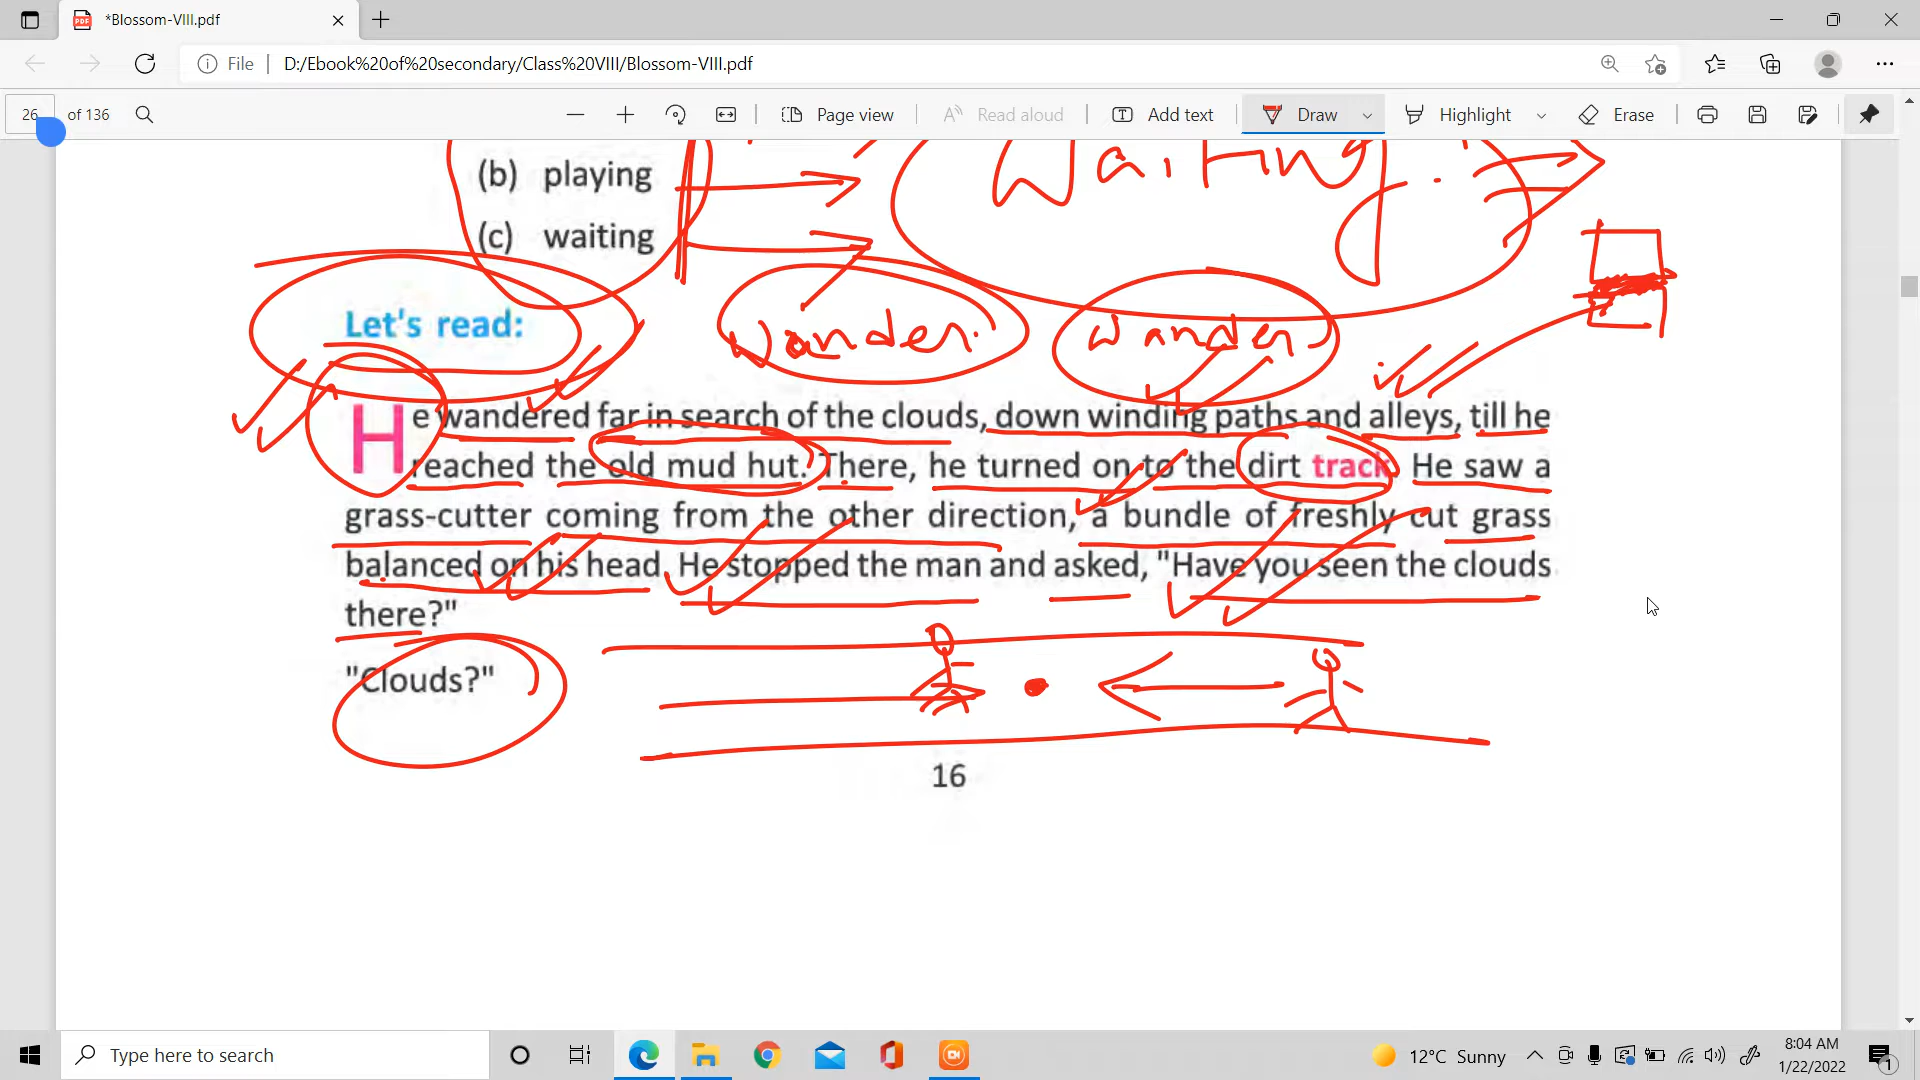 *Blossom-VIII.pdf
File D:/Ebook%20of%20secondary/Class%20VIII/Blossom-VIII.pdf
26 of 136 Page view Read aloud Add text Draw Highlight Erase
(b) playing
Waiting.
(c) waiting
Let's read: Wander. Wander
He wandered far in search of the clouds, down winding paths and alleys, till he
reached the old mud hut. There, he turned on to the dirt track. He saw a
grass-cutter coming from the other direction, a bundle of freshly cut grass
balanced on his head. He stopped the man and asked, "Have you seen the clouds
there?"
"Clouds?"
16
Type here to search
12°C Sunny
8:04 AM
1/22/2022
1